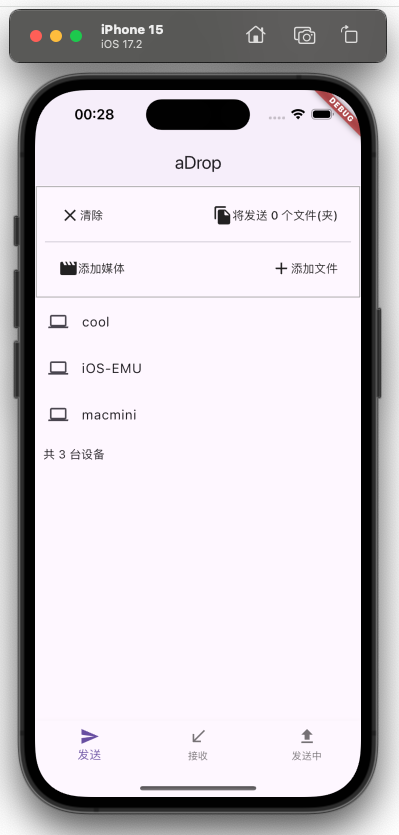 iPhone 15
iOS 17.2
00:28
DEBUG
aDrop
清除 将发送 0 个文件(夹)
添加媒体 添加文件
cool
iOS-EMU
macmini
共 3 台设备
发送 接收 发送中